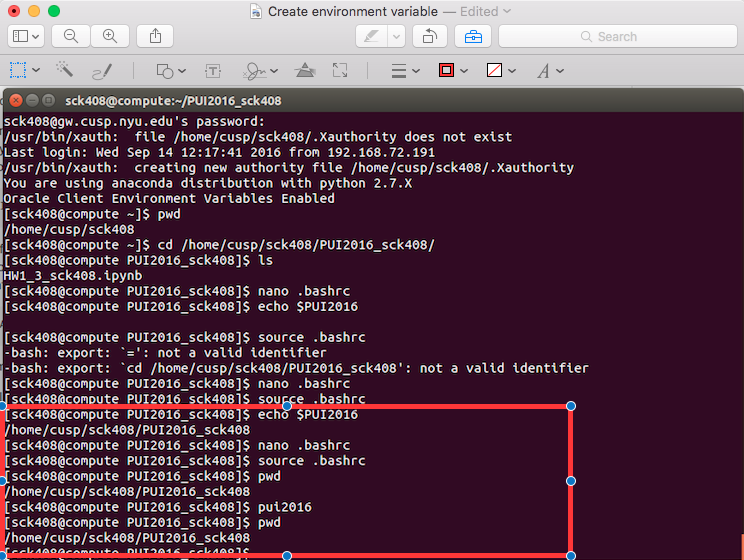 Create environment variable — Edited
Search
A
sck408@compute:~/PUI2016_sck408
sck408@gw.cusp.nyu.edu's password:
/usr/bin/xauth:  file /home/cusp/sck408/.Xauthority does not exist
Last login: Wed Sep 14 12:17:41 2016 from 192.168.72.191
/usr/bin/xauth:  creating new authority file /home/cusp/sck408/.Xauthority
You are using anaconda distribution with python 2.7.X
Oracle Client Environment Variables Enabled
[sck408@compute ~]$ pwd
/home/cusp/sck408
[sck408@compute ~]$ cd /home/cusp/sck408/PUI2016_sck408/
[sck408@compute PUI2016_sck408]$ ls
HW1_3_sck408.ipynb
[sck408@compute PUI2016_sck408]$ nano .bashrc
[sck408@compute PUI2016_sck408]$ echo $PUI2016
[sck408@compute PUI2016_sck408]$ source .bashrc
-bash: export: `=': not a valid identifier
-bash: export: `cd /home/cusp/sck408/PUI2016_sck408': not a valid identifier
[sck408@compute PUI2016_sck408]$ nano .bashrc
[sck408@compute PUI2016_sck408]$ source .bashrc
[sck408@compute PUI2016_sck408]$ echo $PUI2016
/home/cusp/sck408/PUI2016_sck408
[sck408@compute PUI2016_sck408]$ nano .bashrc
[sck408@compute PUI2016_sck408]$ source .bashrc
[sck408@compute PUI2016_sck408]$ pwd
/home/cusp/sck408/PUI2016_sck408
[sck408@compute PUI2016_sck408]$ pui2016
[sck408@compute PUI2016_sck408]$ pwd
/home/cusp/sck408/PUI2016_sck408
[sck408@compute PUI2016_sck408]$